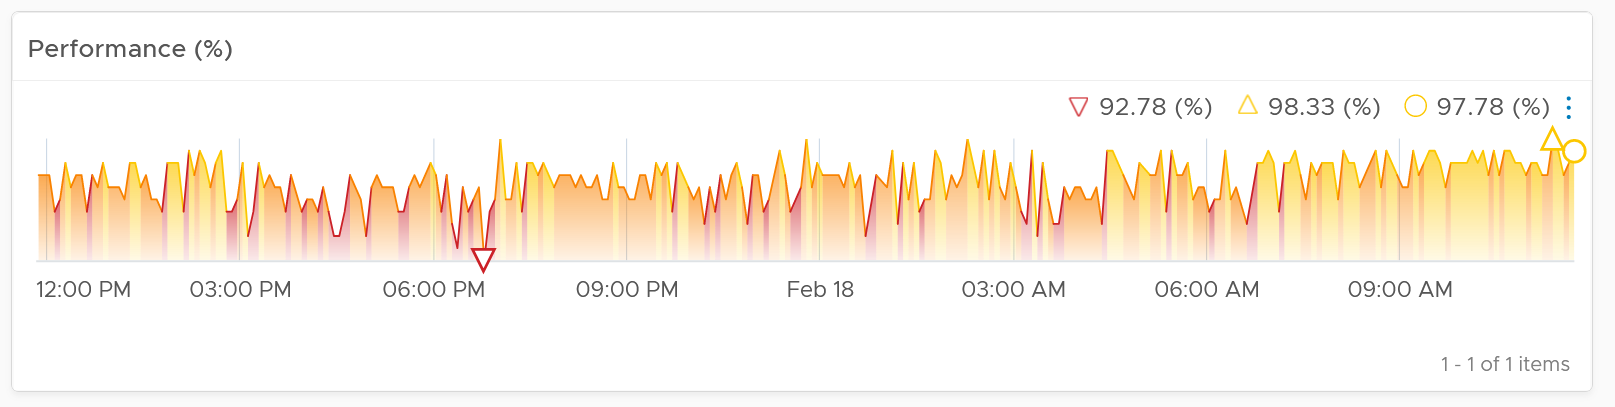 Performance (%)
92.78 (%) 98.33 (%) 97.78 (%)
12:00 PM 03:00 PM 06:00 PM 09:00 PM Feb 18 03:00 AM 06:00 AM 09:00 AM
1 - 1 of 1 items